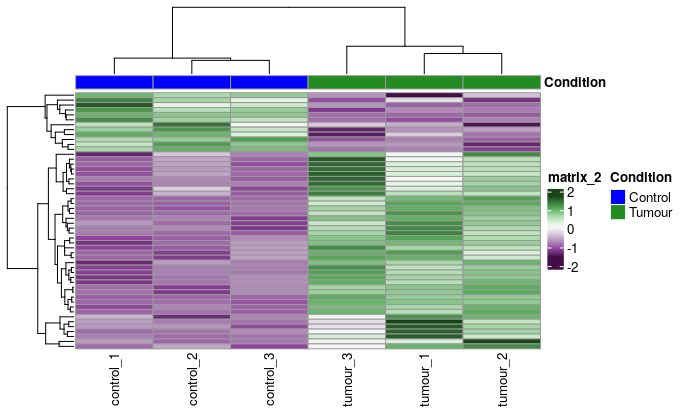 Condition
matrix_2
2
1
0
-1
-2
Condition
Control
Tumour
control_1
control_2
control_3
tumour_3
tumour_1
tumour_2